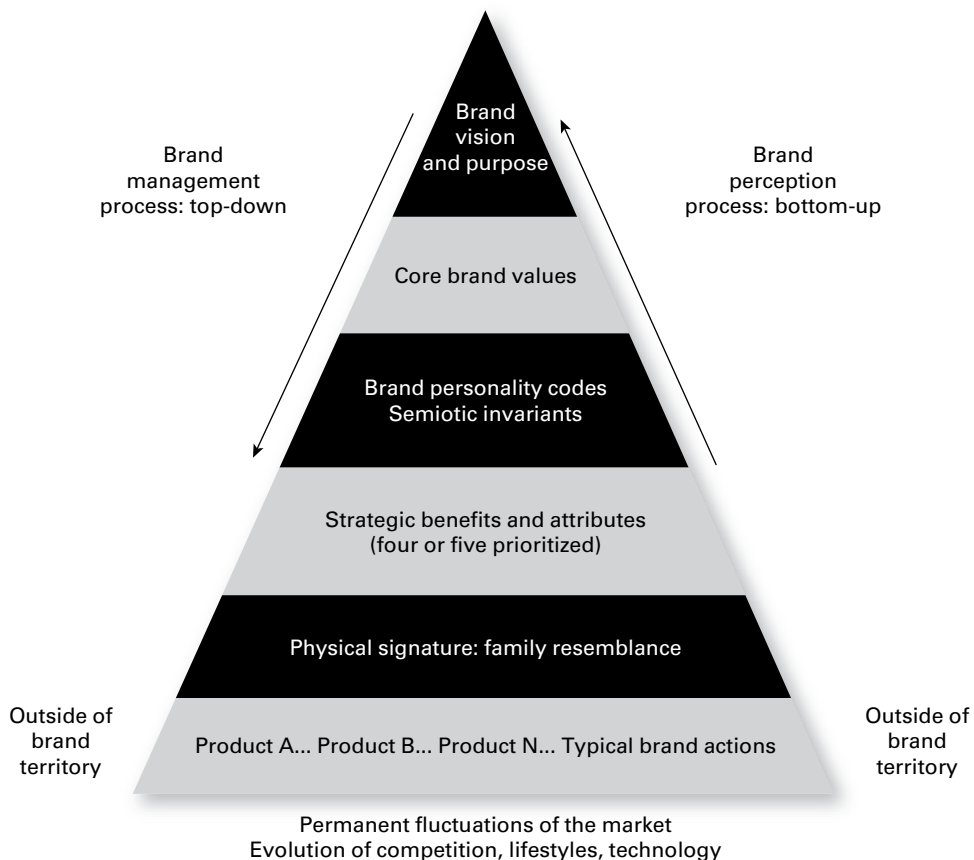 Brand
vision
and purpose
Brand
management
process: top-down
Brand
perception
process: bottom-up
Core brand values
Brand personality codes
Semiotic invariants
Strategic benefits and attributes
(four or five prioritized)
Physical signature: family resemblance
Outside of
brand
territory
Product A... Product B... Product N... Typical brand actions
Outside of
brand
territory
Permanent fluctuations of the market
Evolution of competition, lifestyles, technology